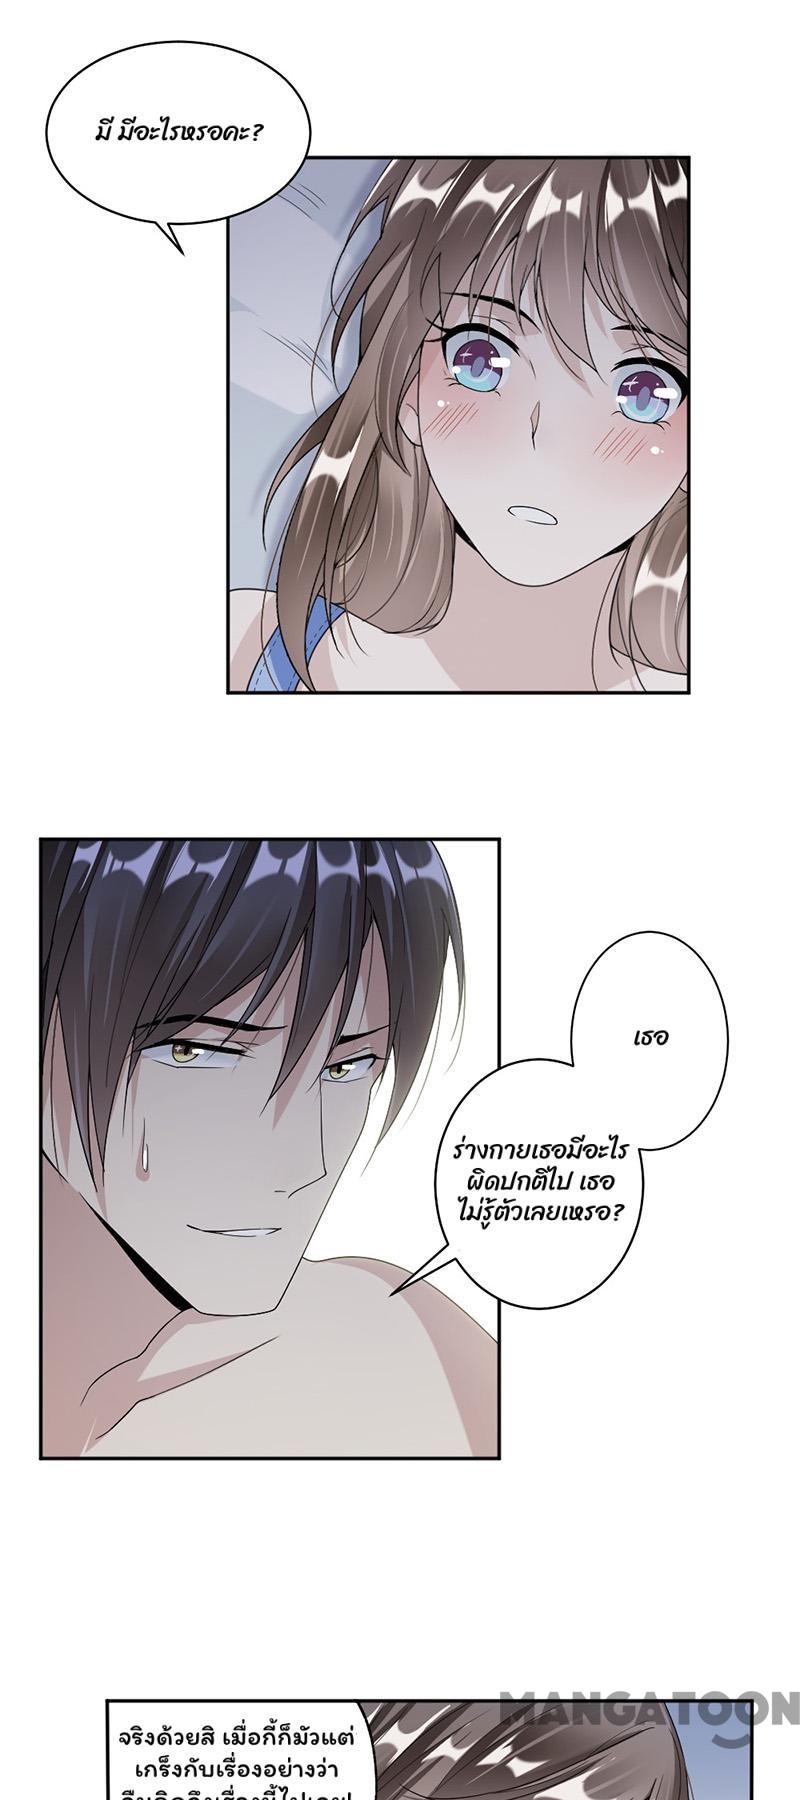 มี มีอะไรหรอคะ?
เธอ
ร่างกายเธอมีอะไร
ผิดปกติไป เธอ
ไม่รู้ตัวเลยเหรอ?
MANGATOON
จริงด้วยสิ เมื่อกี้ก็มัวแต่
เกร็งกับเรื่องอย่างว่า